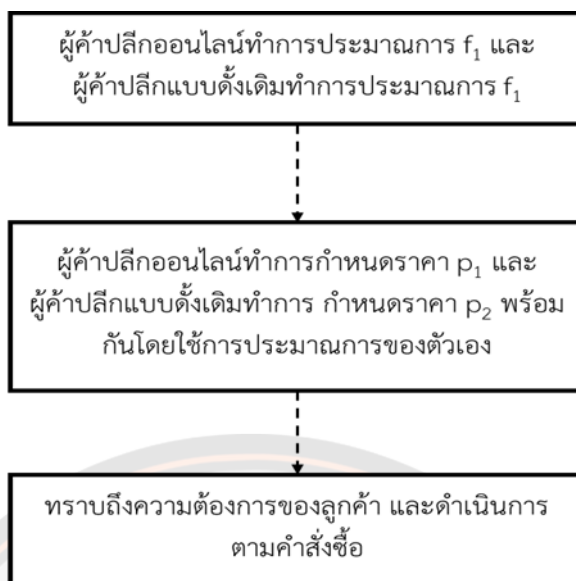 ผู้ค้าปลีกออนไลน์ทำการประมาณการ f₁ และ
ผู้ค้าปลีกแบบดั้งเดิมทำการประมาณการ f₁
ผู้ค้าปลีกออนไลน์ทำการกำหนดราคา p₁ และ
ผู้ค้าปลีกแบบดั้งเดิมทำการ กำหนดราคา p₂ พร้อม
กันโดยใช้การประมาณการของตัวเอง
ทราบถึงความต้องการของลูกค้า และดำเนินการ
ตามคำสั่งซื้อ